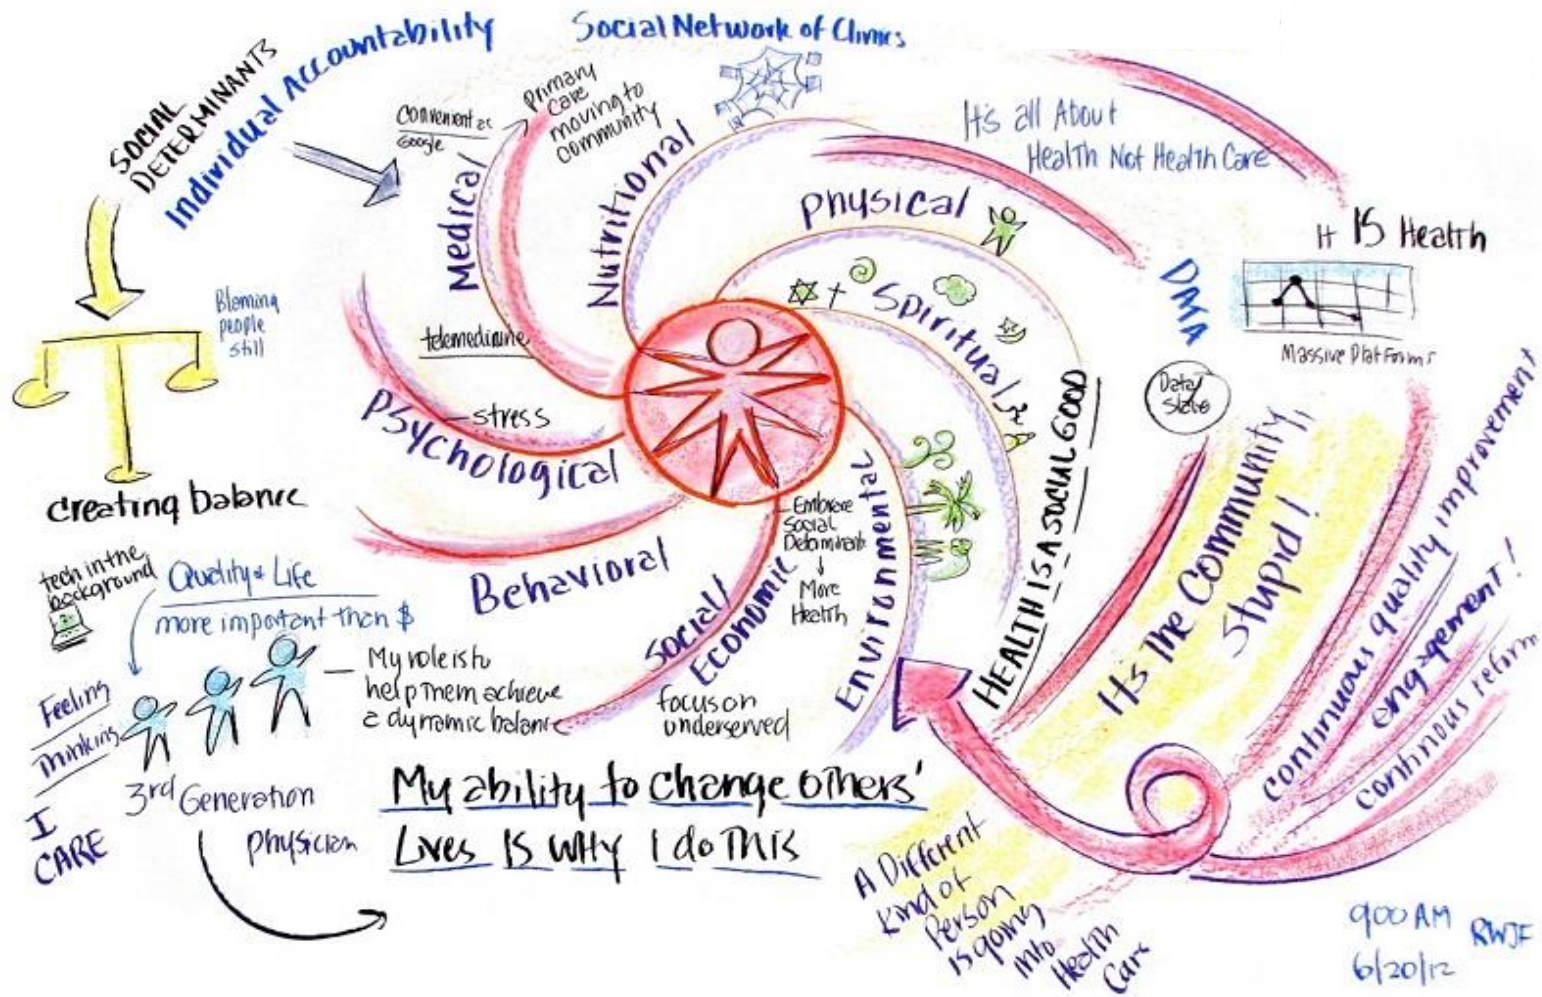 SOCIAL
DETERMINANTS
Individual Accountability
Social Network of Clinics
Convenient as
Google
primary
care
moving to
community
Medical
Nutritional
It's all About
Health Not Health Care
physical
It IS Health
DATA
Massive Platforms
Data/
Spiritual
Blaming
people
still
telemedicine
stress
psychological
creating balance
HEALTH IS A SOCIAL GOOD
It's The Community,
Stupid!
continuous quality improvement
engagement!
continous reform
Embrace
Social
Determinants
More
Health
Environmental
Behavioral
Social/
Economic
focus on
underserved
tech in the
background
Quality of Life
more important than $
My role is to
help Them achieve
a dynamic balance
Feeling
Thinking
I
CARE
3rd Generation
physician
My ability to change others'
Lives IS WHY I do This
A Different
kind of
Person
is going
into
Health
Care
900 AM
6/20/12
RWJF